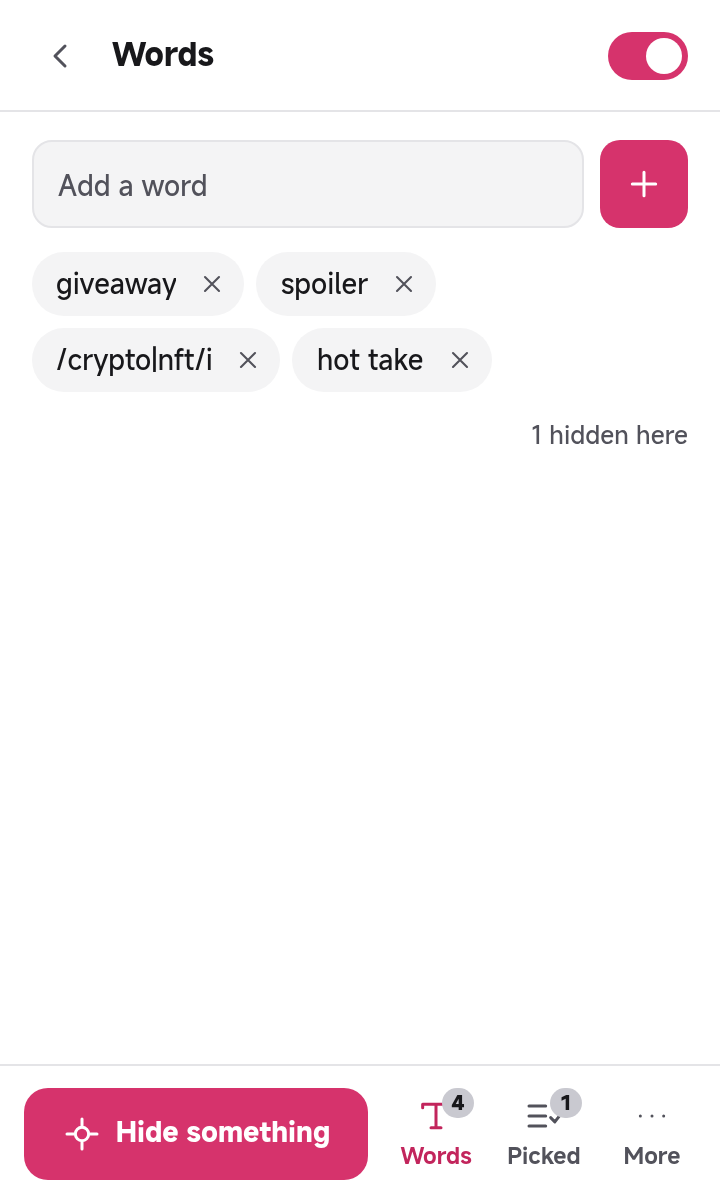 Words
Add a word
giveaway
spoiler
/crypto|nft/i
hot take
1 hidden here
Hide something
4
Words
1
Picked
More